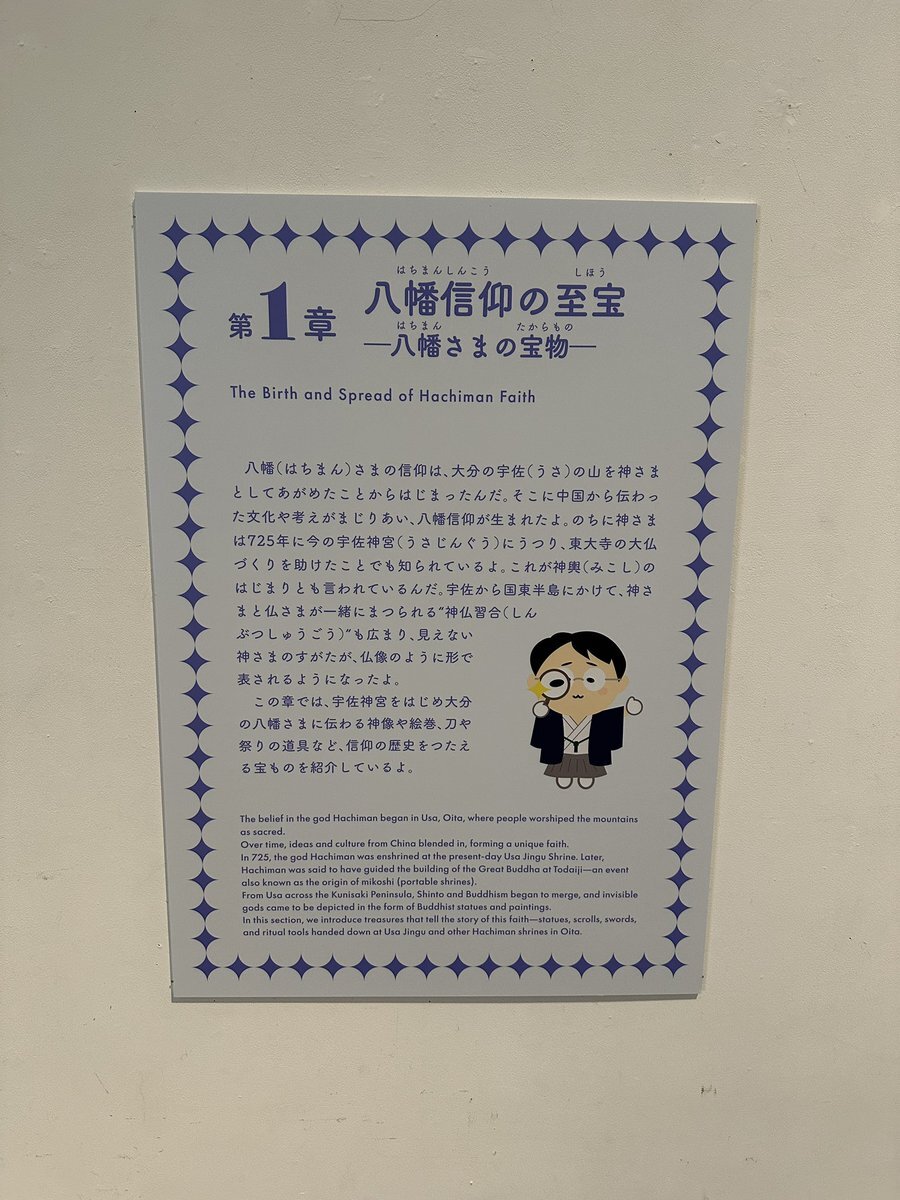 はちまんしんこう しほう
第1章 八幡信仰の至宝
はちまん たからもの
―八幡さまの宝物―
The Birth and Spread of Hachiman Faith
八幡(はちまん)さまの信仰は、大分の宇佐(うさ)の山を神さま
としてあがめたことからはじまったんだ。そこに中国から伝わっ
た文化や考えがまじりあい、八幡信仰が生まれたよ。のちに神さま
は725年に今の宇佐神宮(うさじんぐう)にうつり、東大寺の大仏
づくりを助けたことでも知られているよ。これが神輿(みこし)の
はじまりとも言われているんだ。宇佐から国東半島にかけて、神さ
まと仏さまが一緒にまつられる“神仏習合(しん
ぶつしゅうごう)”も広まり、見えない
神さまのすがたが、仏像のように形で
表されるようになったよ。
この章では、宇佐神宮をはじめ大分
の八幡さまに伝わる神像や絵巻、刀や
祭りの道具など、信仰の歴史をつたえ
る宝ものを紹介しているよ。
The belief in the god Hachiman began in Usa, Oita, where people worshiped the mountains
as sacred.
Over time, ideas and culture from China blended in, forming a unique faith.
In 725, the god Hachiman was enshrined at the present-day Usa Jingu Shrine. Later,
Hachiman was said to have guided the building of the Great Buddha at Todaiji—an event
also known as the origin of mikoshi (portable shrines).
From Usa across the Kunisaki Peninsula, Shinto and Buddhism began to merge, and invisible
gods came to be depicted in the form of Buddhist statues and paintings.
In this section, we introduce treasures that tell the story of this faith—statues, scrolls, swords,
and ritual tools handed down at Usa Jingu and other Hachiman shrines in Oita.